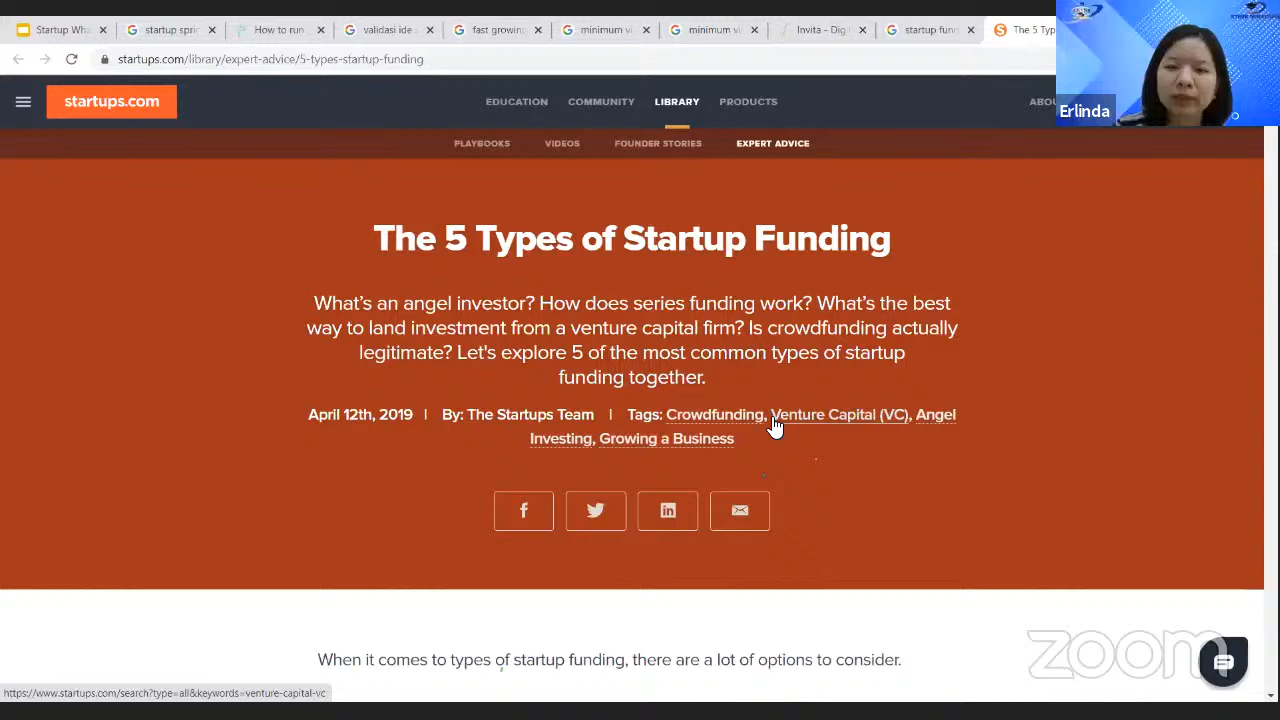 Startup Wha
startup sprin
How to ru
validasi ide
fast growing
minimum v
minimum v
Invita - Dig
startup fun
The 5 Typ
startups.com/library/expert-advice/5-types-startup-funding
Erlinda
startups.com
EDUCATION
COMMUNITY
LIBRARY
PRODUCTS
ABOU
PLAYBOOKS
VIDEOS
FOUNDER STORIES
EXPERT ADVICE
The 5 Types of Startup Funding
What's an angel investor? How does series funding work? What's the best
way to land investment from a venture capital firm? Is crowdfunding actually
legitimate? Let's explore 5 of the most common types of startup
funding together.
April 12th, 2019 | By: The Startups Team | Tags: Crowdfunding, Venture Capital (VC), Angel
Investing, Growing a Business
When it comes to types of startup funding, there are a lot of options to consider.
zoom
https://www.startups.com/search?type=all&keywords=venture-capital-vc